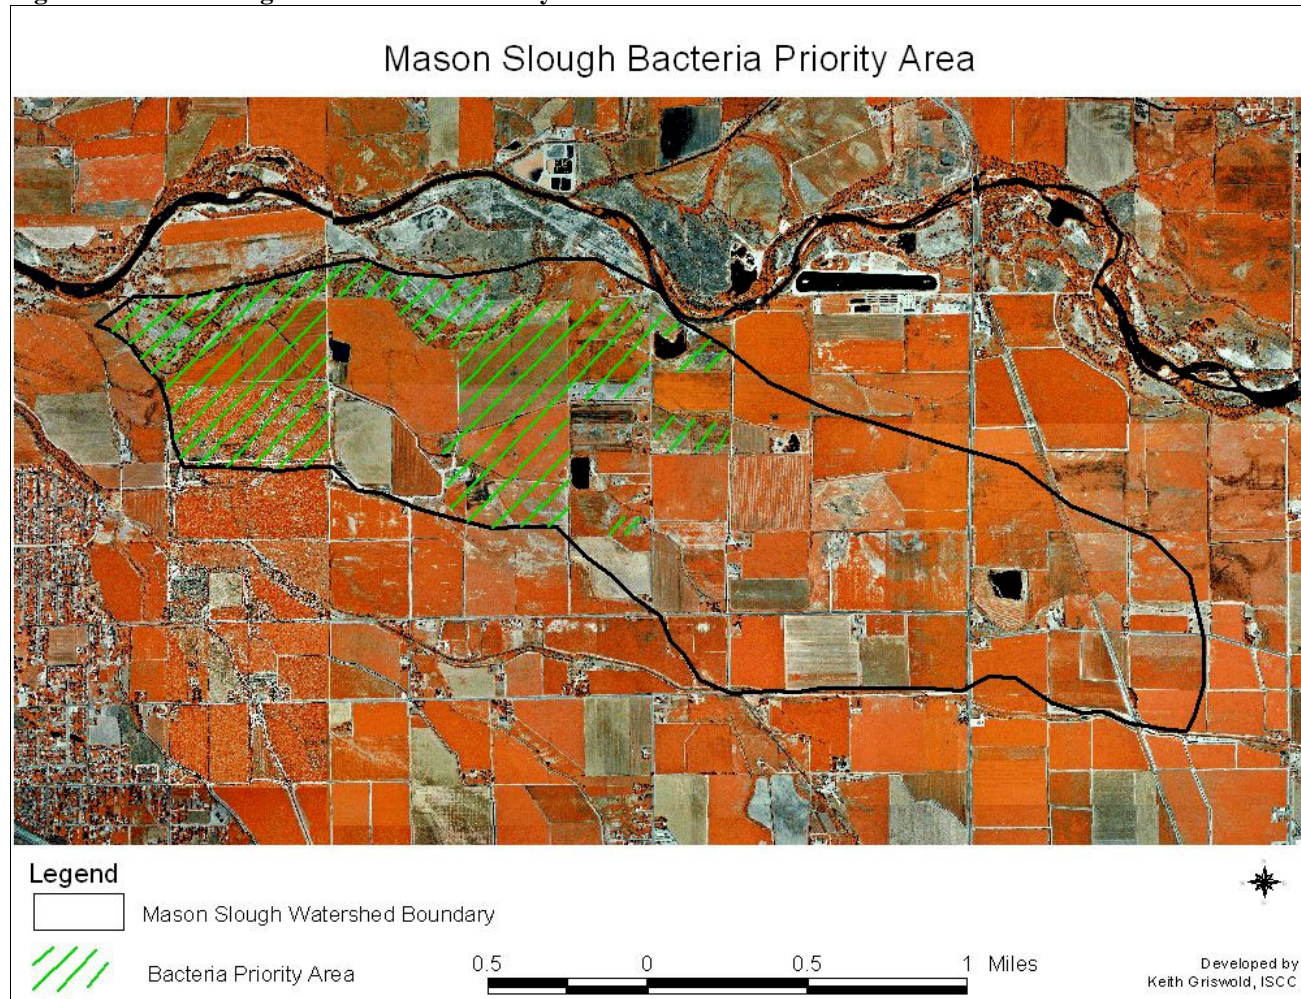 Mason Slough Bacteria Priority Area
Legend
Mason Slough Watershed Boundary
Bacteria Priority Area
0.5 0 0.5 1 Miles
Developed by
Keith Griswold, ISCC